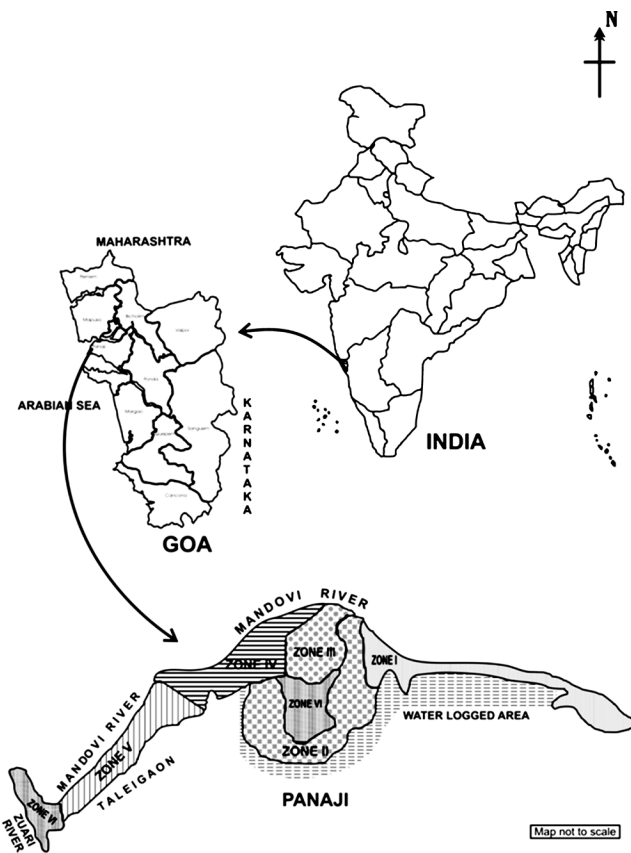 N
MAHARASHTRA
ARABIAN SEA
KARNATAKA
INDIA
GOA
MANDOVI RIVER
ZONE III
ZONE IV
ZONE I
ZONE VI
WATER LOGGED AREA
ZONE II
MANDOVI RIVER
ZONE V
TALEIGAON
PANAJI
ZONE VI
ZUARI
RIVER
Map not to scale